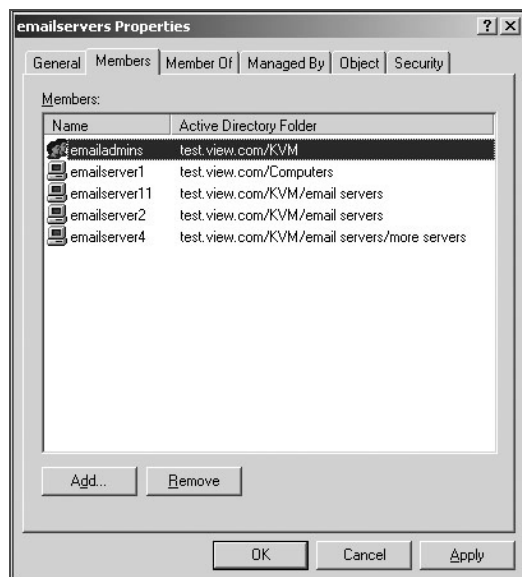 emailservers Properties ? X
General Members Member Of Managed By Object Security
Members:
Name Active Directory Folder
emailadmins test.view.com/KVM
emailserver1 test.view.com/Computers
emailserver11 test.view.com/KVM/email servers
emailserver2 test.view.com/KVM/email servers
emailserver4 test.view.com/KVM/email servers/more servers
Add... Remove
OK Cancel Apply